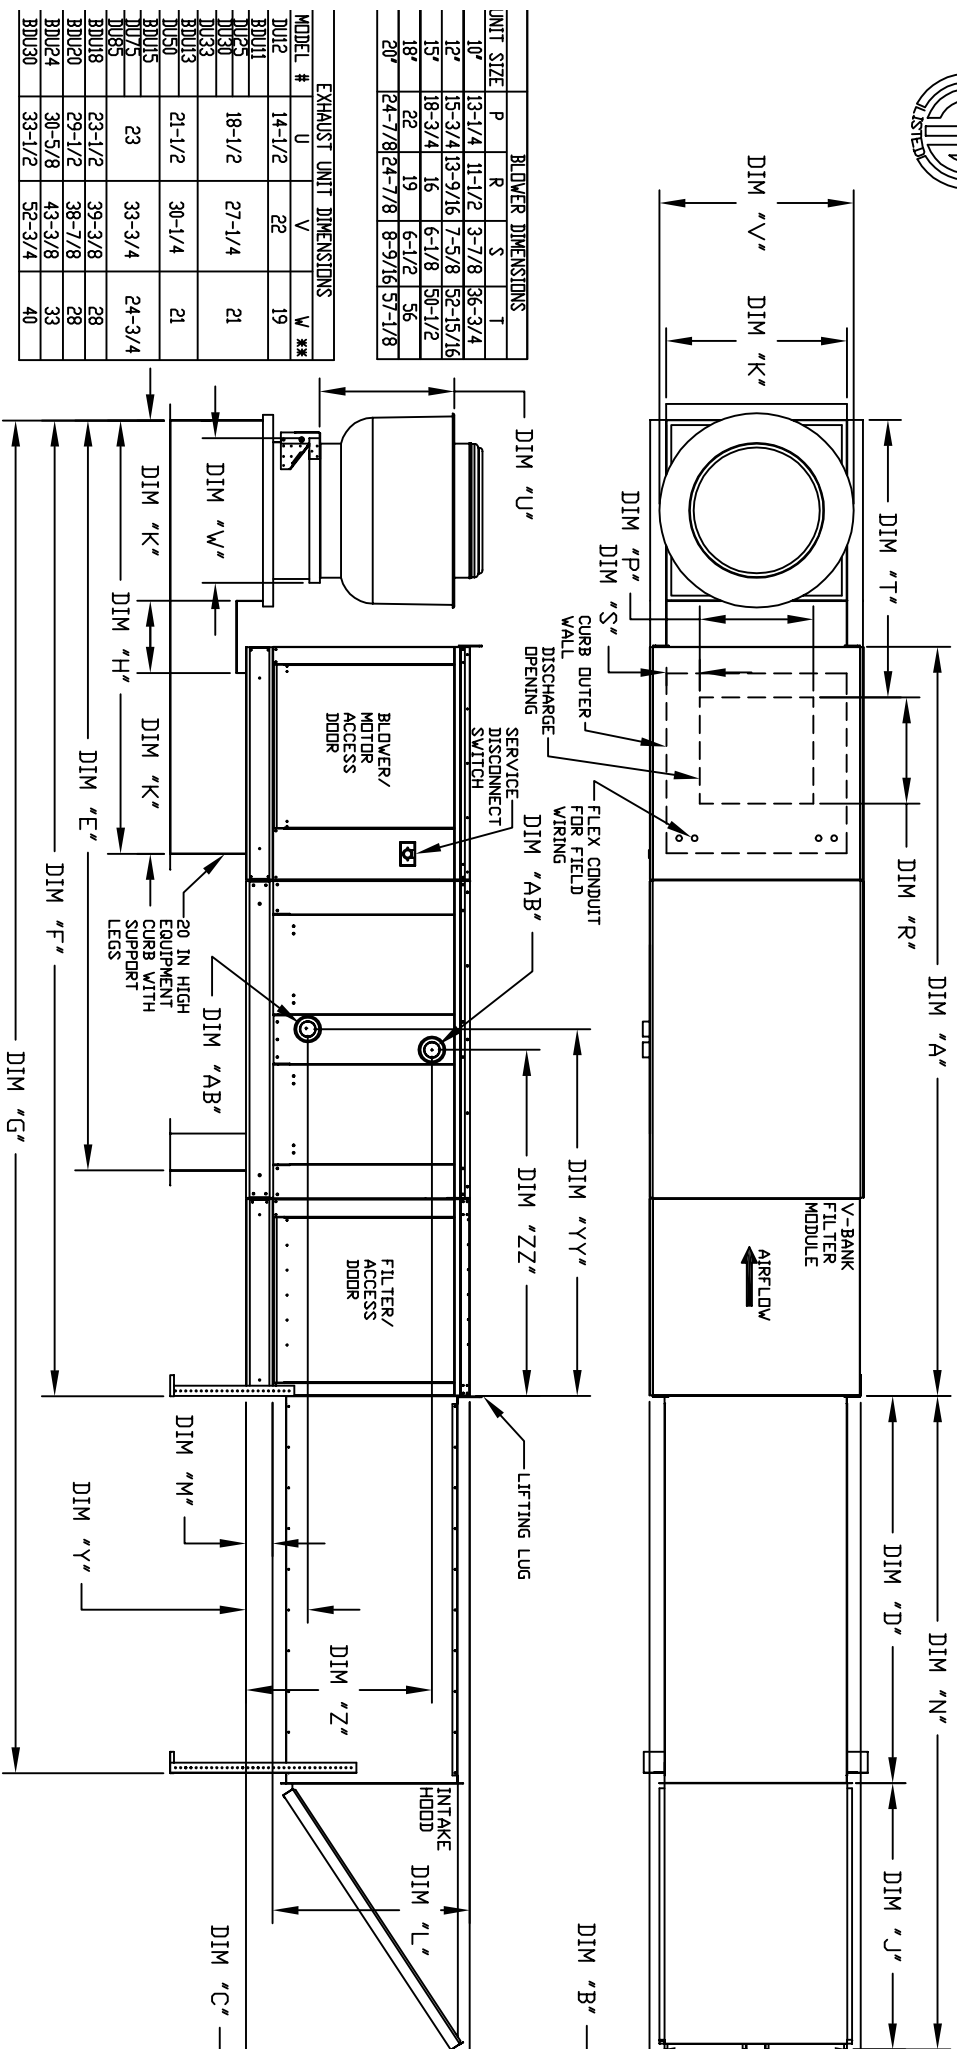 LISTED
DIM "A"
DIM "N"
DIM "T"
DIM "R"
DIM "D"
DIM "J"
DIM "V"
DIM "K"
V-BANK
FILTER
MODULE
AIRFLOW
DIM "P"
DIM "S"
CURB OUTER
WALL
DISCHARGE
OPENING
FLEX CONDUIT
FOR FIELD
WIRING
DIM "B"
BLOWER DIMENSIONS
UNIT SIZE P R S T
10" 13-1/4 11-1/2 3-7/8 36-3/4
12" 15-3/4 13-9/16 7-5/8 52-15/16
15" 18-3/4 16 6-1/8 50-1/2
18" 22 19 6-1/2 56
20" 24-7/8 24-7/8 8-9/16 57-1/8
DIM "U"
SERVICE
DISCONNECT
SWITCH
DIM "AB"
DIM "YY"
DIM "ZZ"
LIFTING LUG
BLOWER/
MOTOR
ACCESS
DOOR
FILTER/
ACCESS
DOOR
INTAKE
HOOD
DIM "L"
DIM "Z"
DIM "C"
EXHAUST UNIT DIMENSIONS
MODEL # U V W **
DU12 14-1/2 22 19
BDU11
DU25
DU30
DU33
18-1/2 27-1/4 21
BDU13
DU50
21-1/2 30-1/4 21
BDU15
DU75
DU85
23 33-3/4 24-3/4
BDU18 23-1/2 39-3/8 28
BDU20 29-1/2 38-7/8 28
BDU24 30-5/8 43-3/8 33
BDU30 33-1/2 52-3/4 40
DIM "W"
DIM "K"
DIM "K"
DIM "H"
20 IN HIGH
EQUIPMENT
CURB WITH
SUPPORT
LEGS
DIM "AB"
DIM "M"
DIM "Y"
DIM "E"
DIM "F"
DIM "G"